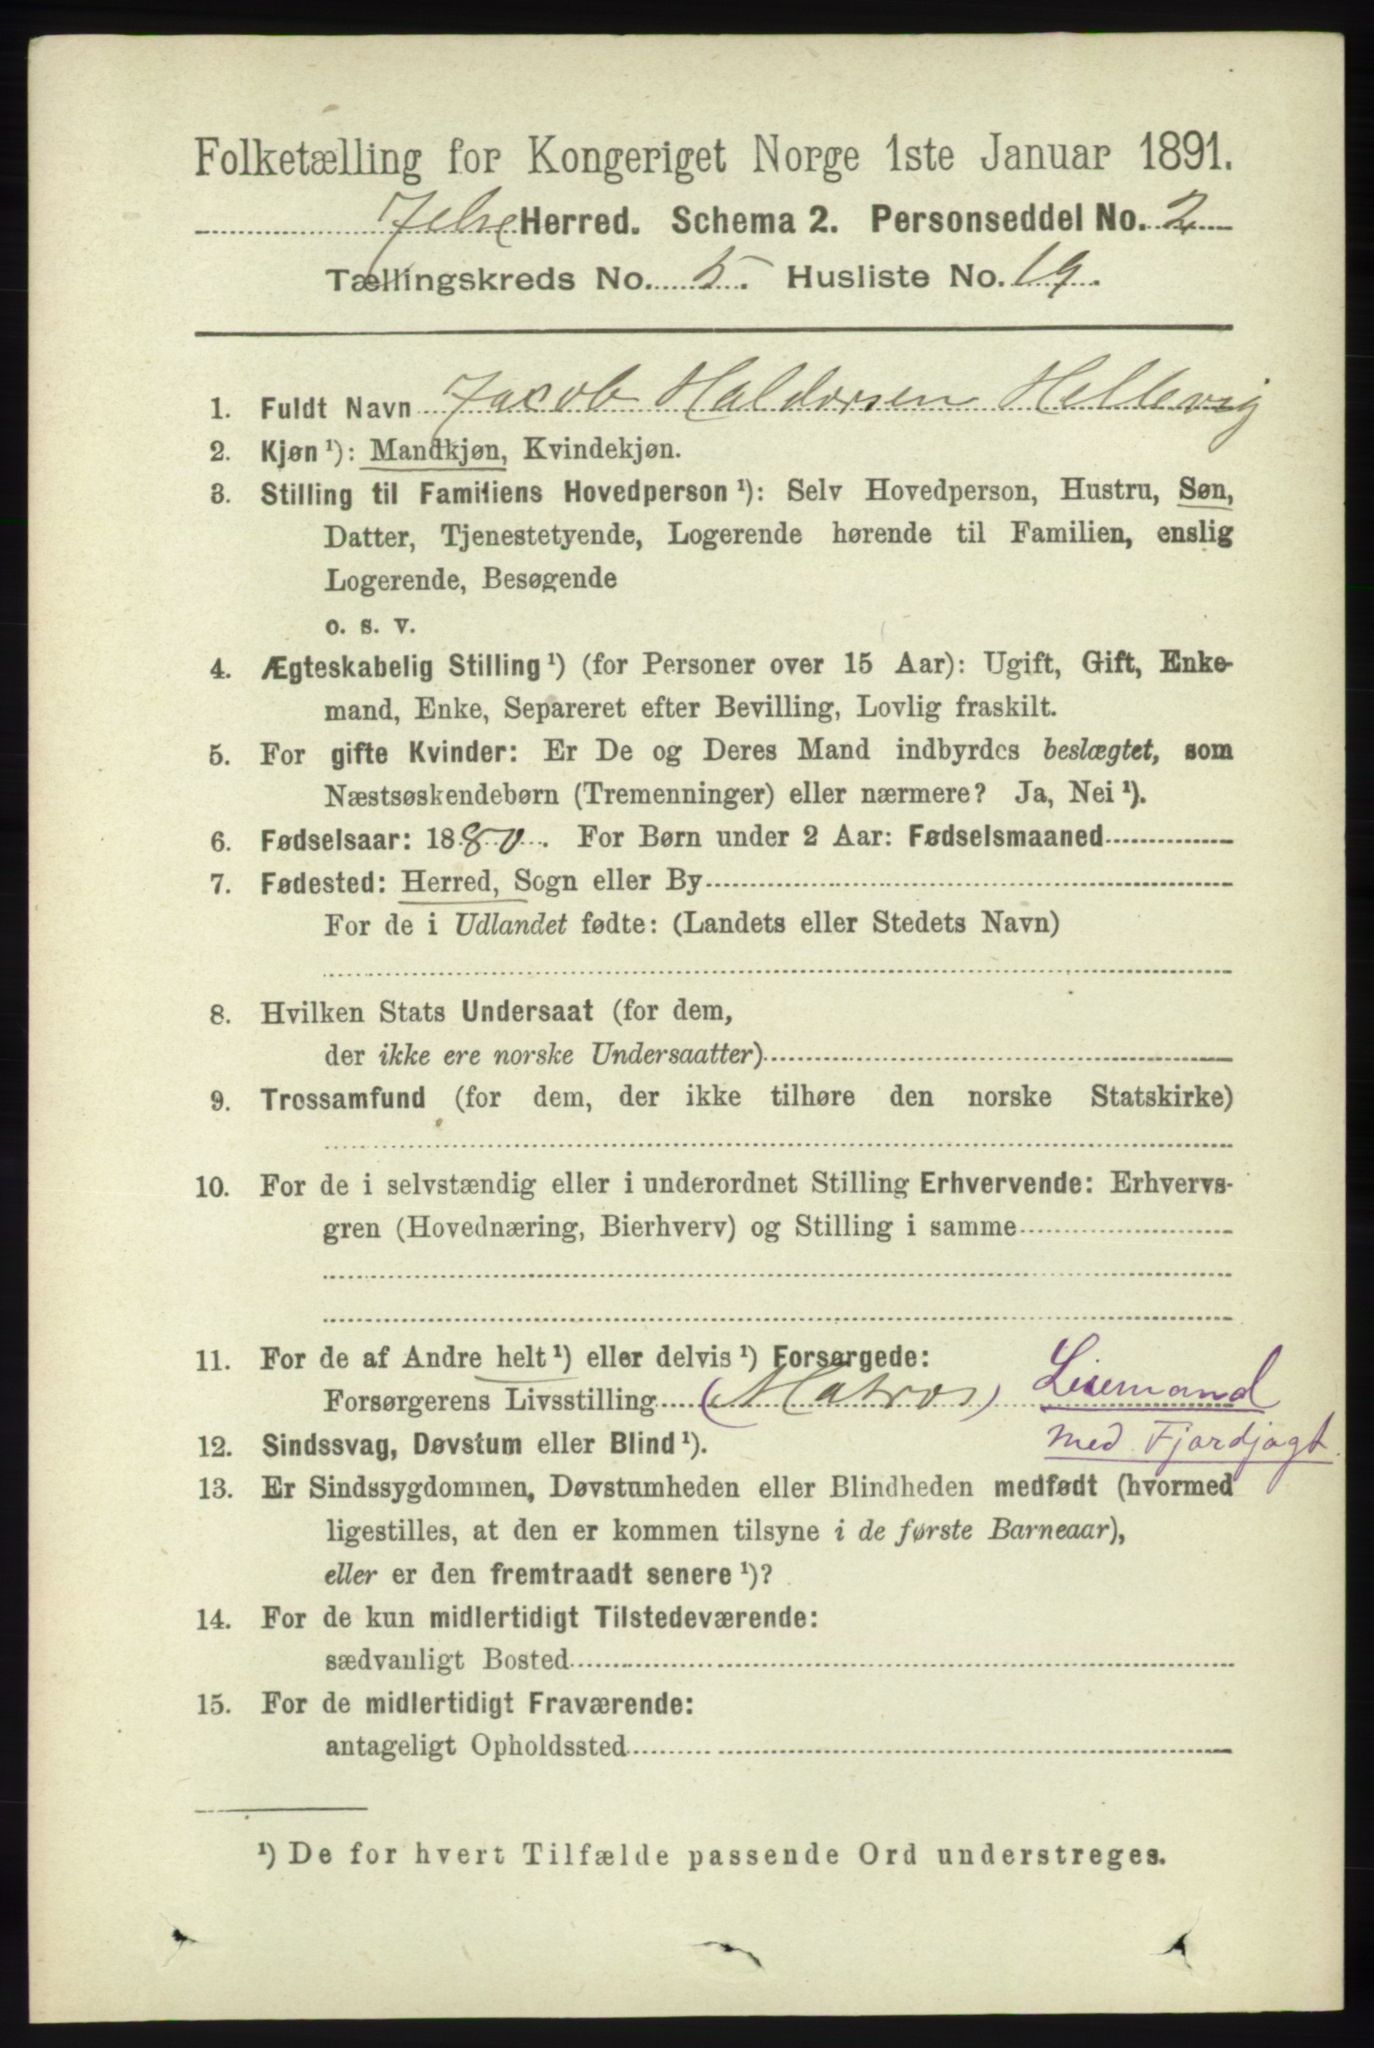 Folketælling for Kongeriget Norge 1ste Januar 1891.
Jelse Herred. Schema 2. Personseddel No. 2
Tællingskreds No. 5. Husliste No. 19.
1. Fuldt Navn Jacob Haldorsen Hellevig
2. Kjøn ¹): Mandkjøn, Kvindekjøn.
3. Stilling til Familiens Hovedperson ¹): Selv Hovedperson, Hustru, Søn,
Datter, Tjenestetyende, Logerende hørende til Familien, enslig
Logerende, Besøgende
o. s. v.
4. Ægteskabelig Stilling ¹) (for Personer over 15 Aar): Ugift, Gift, Enke-
mand, Enke, Separeret efter Bevilling, Lovlig fraskilt.
5. For gifte Kvinder: Er De og Deres Mand indbyrdes beslægtet, som
Næstsøskendebørn (Tremenninger) eller nærmere? Ja, Nei ¹).
6. Fødselsaar: 1880. For Børn under 2 Aar: Fødselsmaaned
7. Fødested: Herred, Sogn eller By
For de i Udlandet fødte: (Landets eller Stedets Navn)
8. Hvilken Stats Undersaat (for dem,
der ikke ere norske Undersaatter)
9. Trossamfund (for dem, der ikke tilhøre den norske Statskirke)
10. For de i selvstændig eller i underordnet Stilling Erhvervende: Erhvervs-
gren (Hovednæring, Bierhverv) og Stilling i samme
11. For de af Andre helt ¹) eller delvis ¹) Forsørgede:
Forsørgerens Livsstilling (Matros) Leiemand
med Fjordjagt.
12. Sindssvag, Døvstum eller Blind ¹).
13. Er Sindssygdommen, Døvstumheden eller Blindheden medfødt (hvormed
ligestilles, at den er kommen tilsyne i de første Barneaar),
eller er den fremtraadt senere ¹)?
14. For de kun midlertidigt Tilstedeværende:
sædvanligt Bosted
15. For de midlertidigt Fraværende:
antageligt Opholdssted
¹) De for hvert Tilfælde passende Ord understreges.